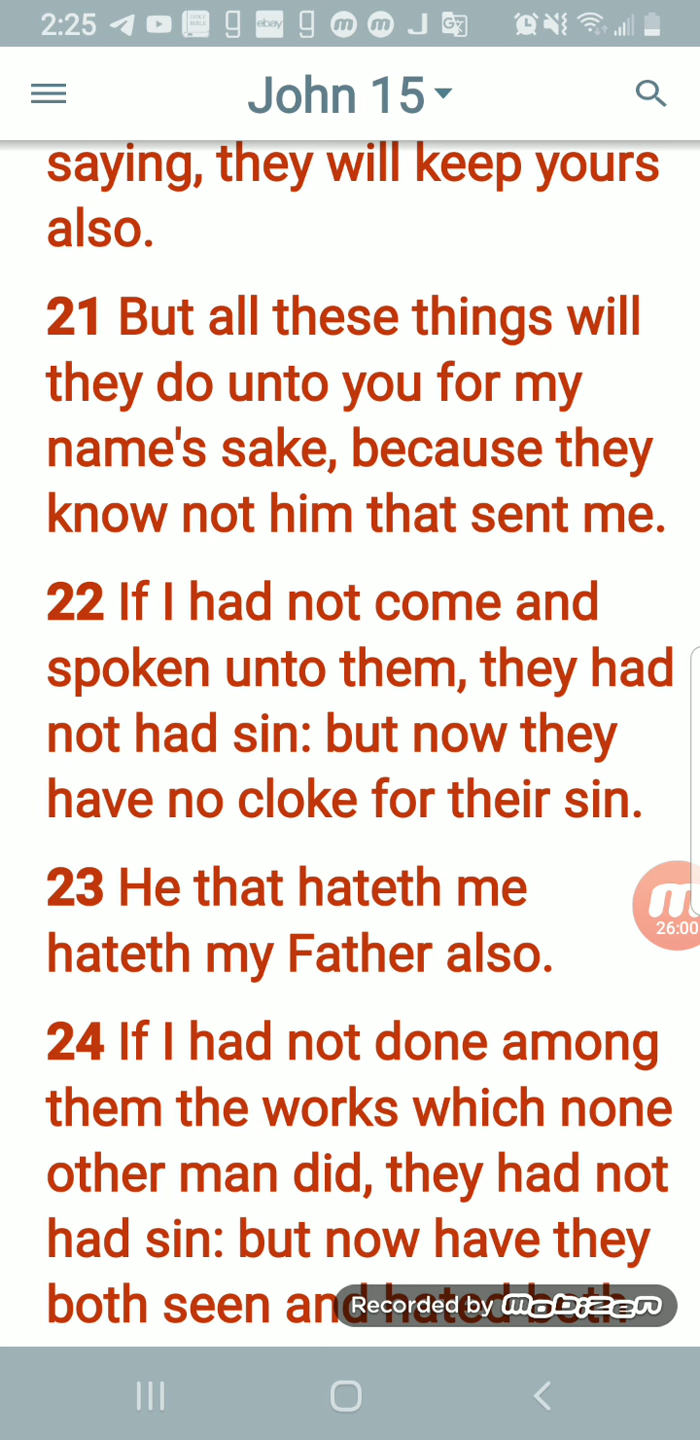 2:25
ebay
John 15
saying, they will keep yours
also.
21 But all these things will
they do unto you for my
name's sake, because they
know not him that sent me.
22 If I had not come and
spoken unto them, they had
not had sin: but now they
have no cloke for their sin.
23 He that hateth me
hateth my Father also.
26:00
24 If I had not done among
them the works which none
other man did, they had not
had sin: but now have they
both seen and hated both
Recorded by mobizen